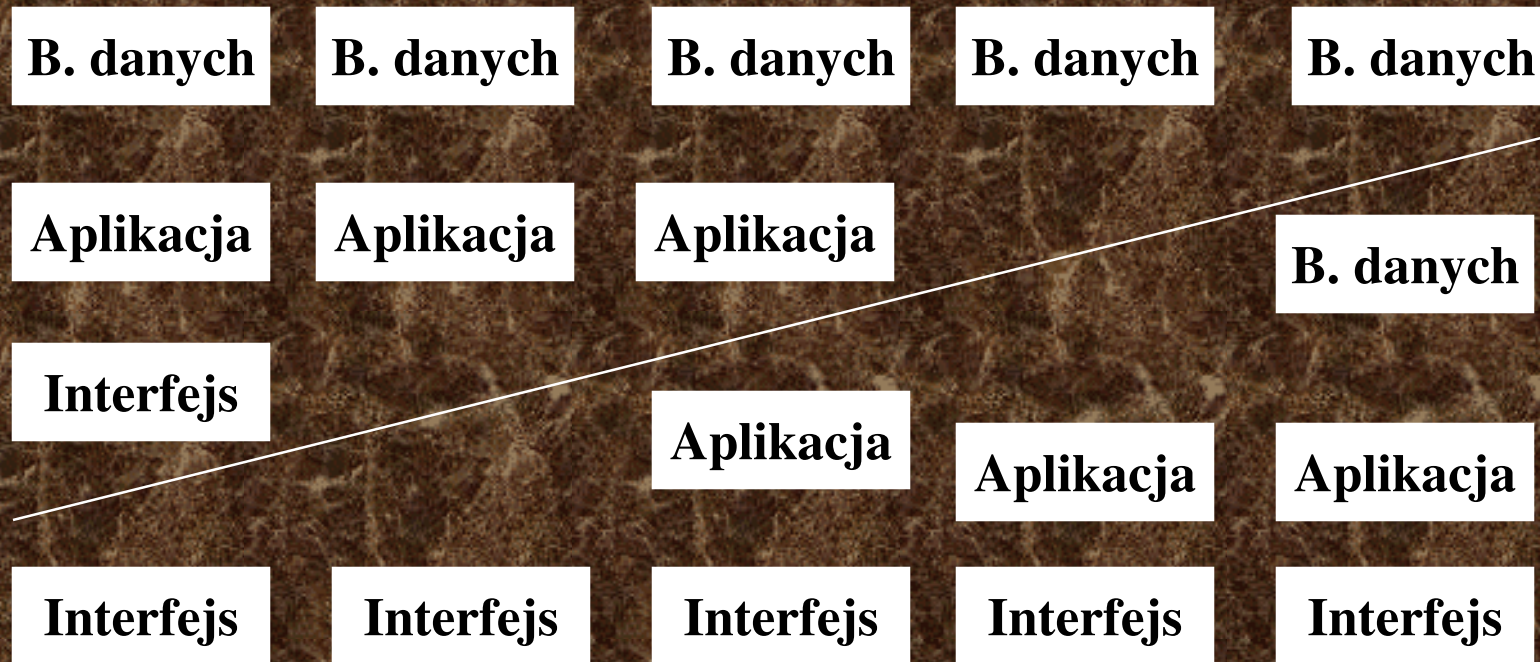 B. danych B. danych B. danych B. danych B. danych
Aplikacja Aplikacja Aplikacja
B. danych
Interfejs
Aplikacja
Aplikacja Aplikacja
Interfejs Interfejs Interfejs Interfejs Interfejs